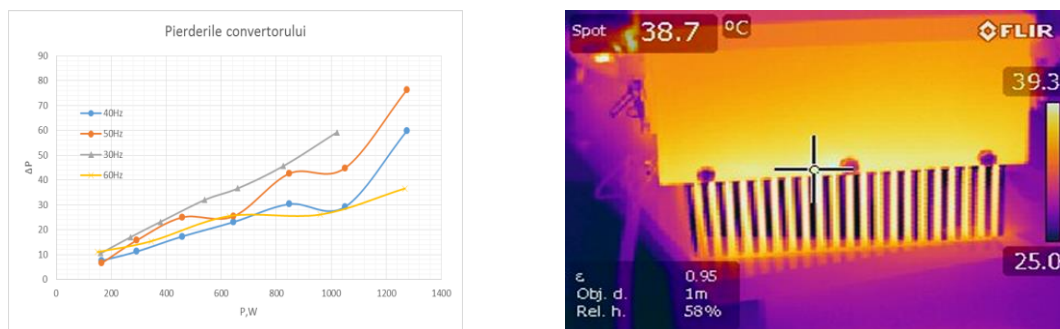 Pierderile convertorului
90
80
70
60
50
40
30
20
10
0
ΔP
40Hz
50Hz
30Hz
60Hz
0 200 400 600 800 1000 1200 1400
P,W
Spot 38.7 °C
FLIR
39.3
25.0
ε 0.95
Obj. d. 1m
Rel. h. 58%